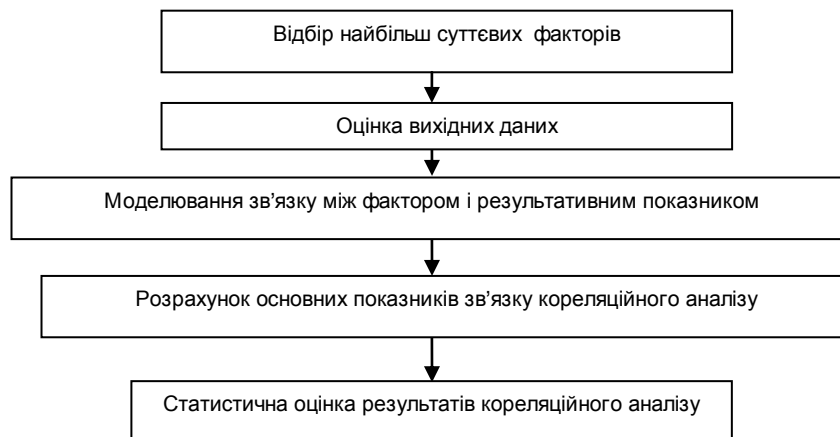 Відбір найбільш суттєвих факторів
Оцінка вихідних даних
Моделювання зв’язку між фактором і результативним показником
Розрахунок основних показників зв’язку кореляційного аналізу
Статистична оцінка результатів кореляційного аналізу